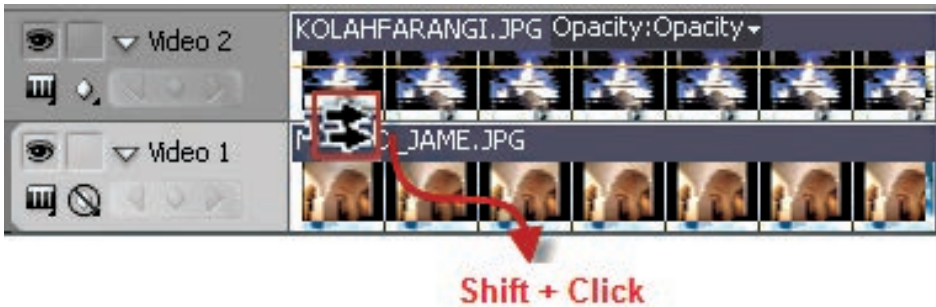 Video 2
KOLAHFARANGI.JPG Opacity:Opacity
Video 1
_JAME.JPG
Shift + Click